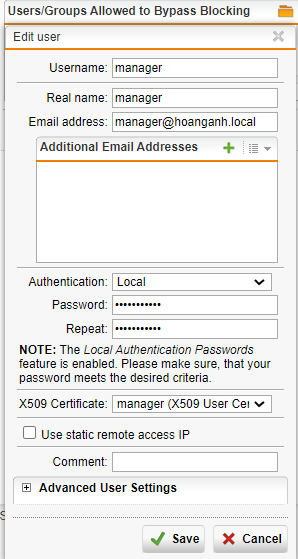 Users/Groups Allowed to Bypass Blocking
Edit user
Username: manager
Real name: manager
Email address: manager@hoanganh.local
Additional Email Addresses
Authentication: Local
Password: •••••••••••
Repeat: •••••••••••
NOTE: The Local Authentication Passwords
feature is enabled. Please make sure, that your
password meets the desired criteria.
X509 Certificate: manager (X509 User Cer
Use static remote access IP
Comment:
Advanced User Settings
Save Cancel